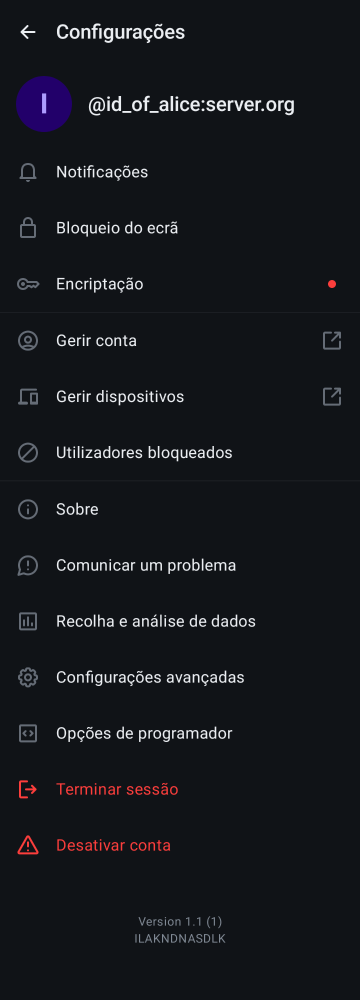 Configurações
I
@id_of_alice:server.org
Notificações
Bloqueio do ecrã
Encriptação
Gerir conta
Gerir dispositivos
Utilizadores bloqueados
Sobre
Comunicar um problema
Recolha e análise de dados
Configurações avançadas
Opções de programador
Terminar sessão
Desativar conta
Version 1.1 (1)
ILAKNDNASDLK